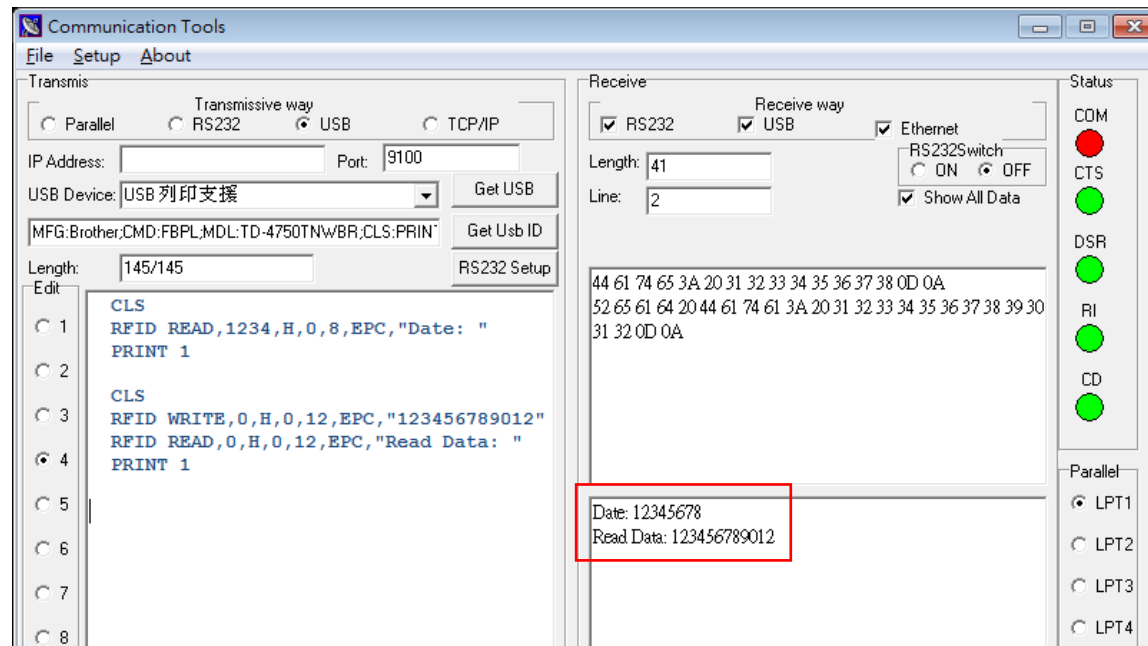 Communication Tools
File Setup About
Transmis
Transmissive way
Parallel RS232 USB TCP/IP
IP Addre: Port: 9100
USB Device: USB 列印支援 Get USB
MFG:Brother;CMD:FBPL;MDL:TD-4750TNWBR;CLS:PRIN Get Usb ID
Length: 145/145 RS232 Setup
Edit
1
2
3
4
5
6
7
8
CLS
RFID READ,1234,H,0,8,EPC,"Date: "
PRINT 1
CLS
RFID WRITE,0,H,0,12,EPC,"123456789012"
RFID READ,0,H,0,12,EPC,"Read Data: "
PRINT 1
Receive
Receive way
RS232 USB Ethernet
Length: 41
RS232Switch
ON OFF
Line: 2
Show All Data
44 61 74 65 3A 20 31 32 33 34 35 36 37 38 0D 0A
52 65 61 64 20 44 61 74 61 3A 20 31 32 33 34 35 36 37 38 39 30
31 32 0D 0A
Date: 12345678
Read Data: 123456789012
Status
COM
CTS
DSR
RI
CD
Parallel
LPT1
LPT2
LPT3
LPT4